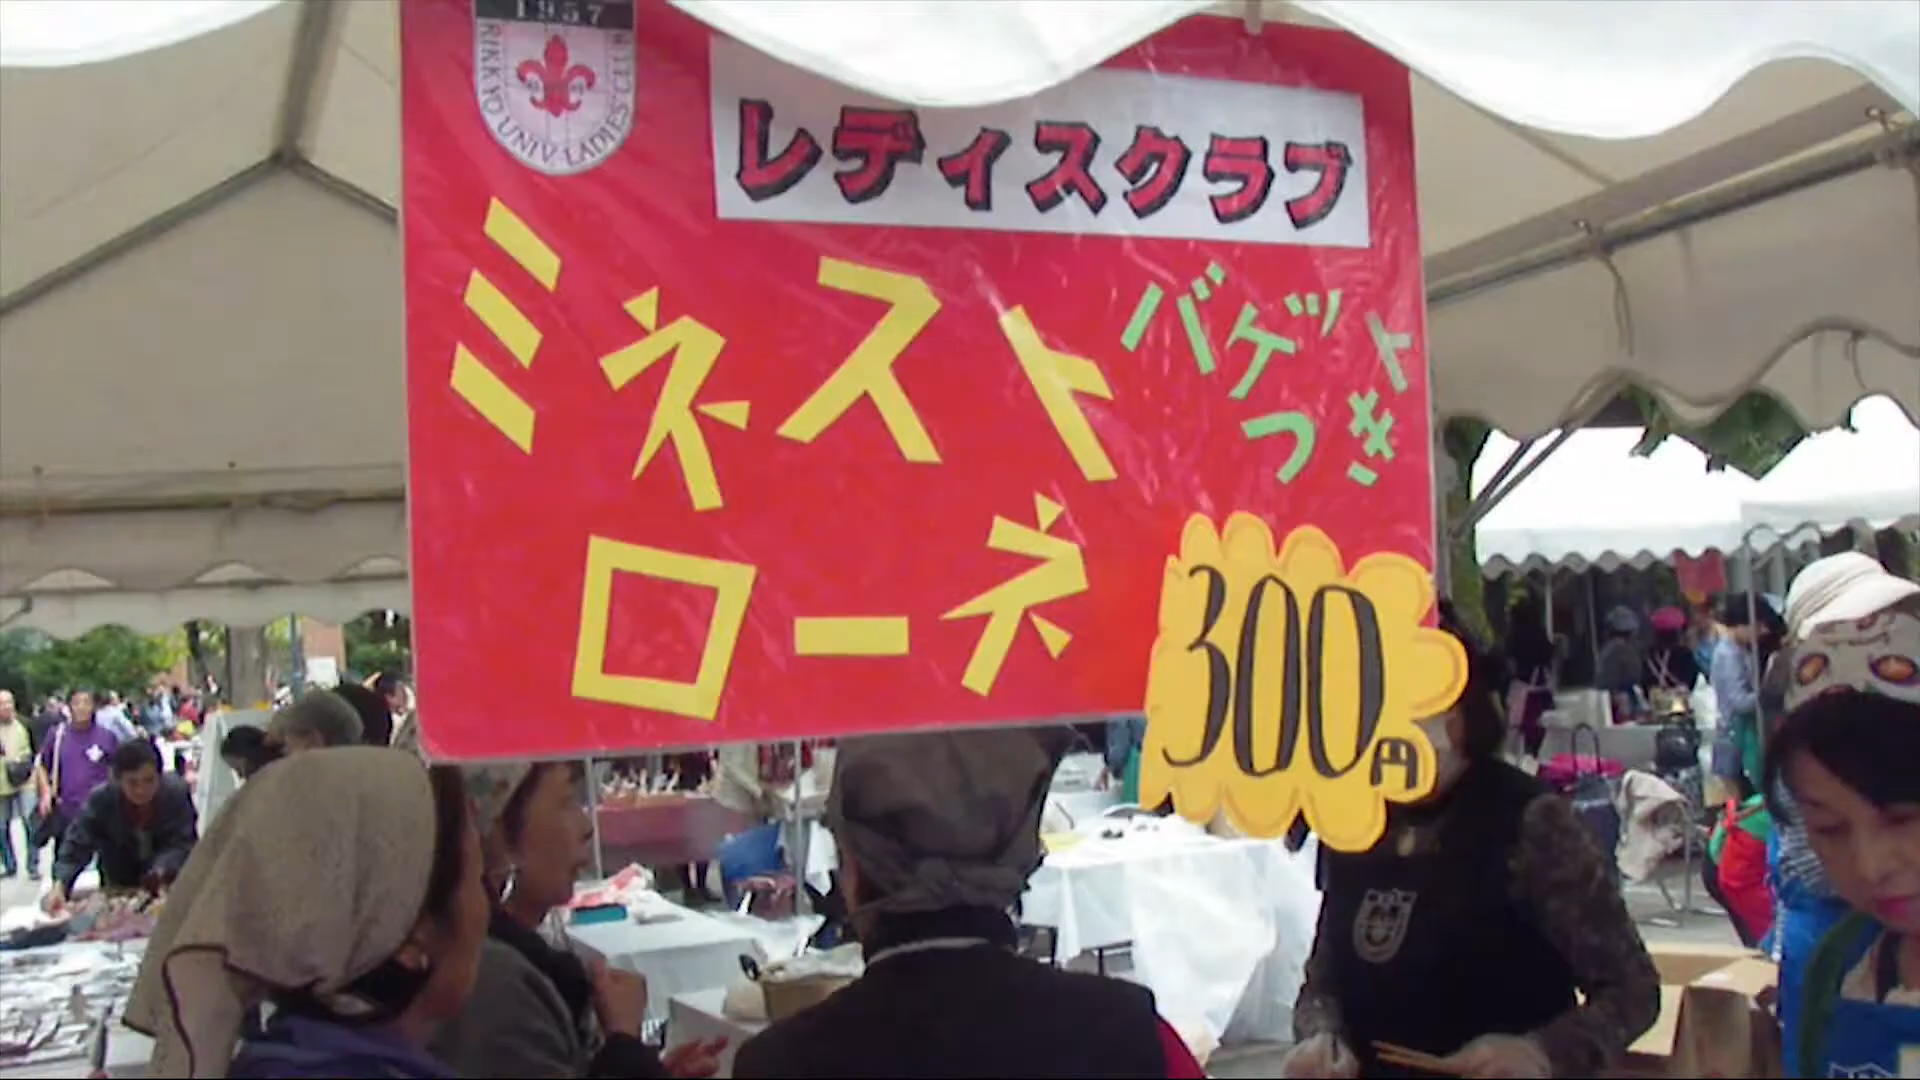 1957
RIKKYO UNIV. LADIES' CLUB
レディスクラブ
ミネスト
ローネ
バゲット
つき
300円